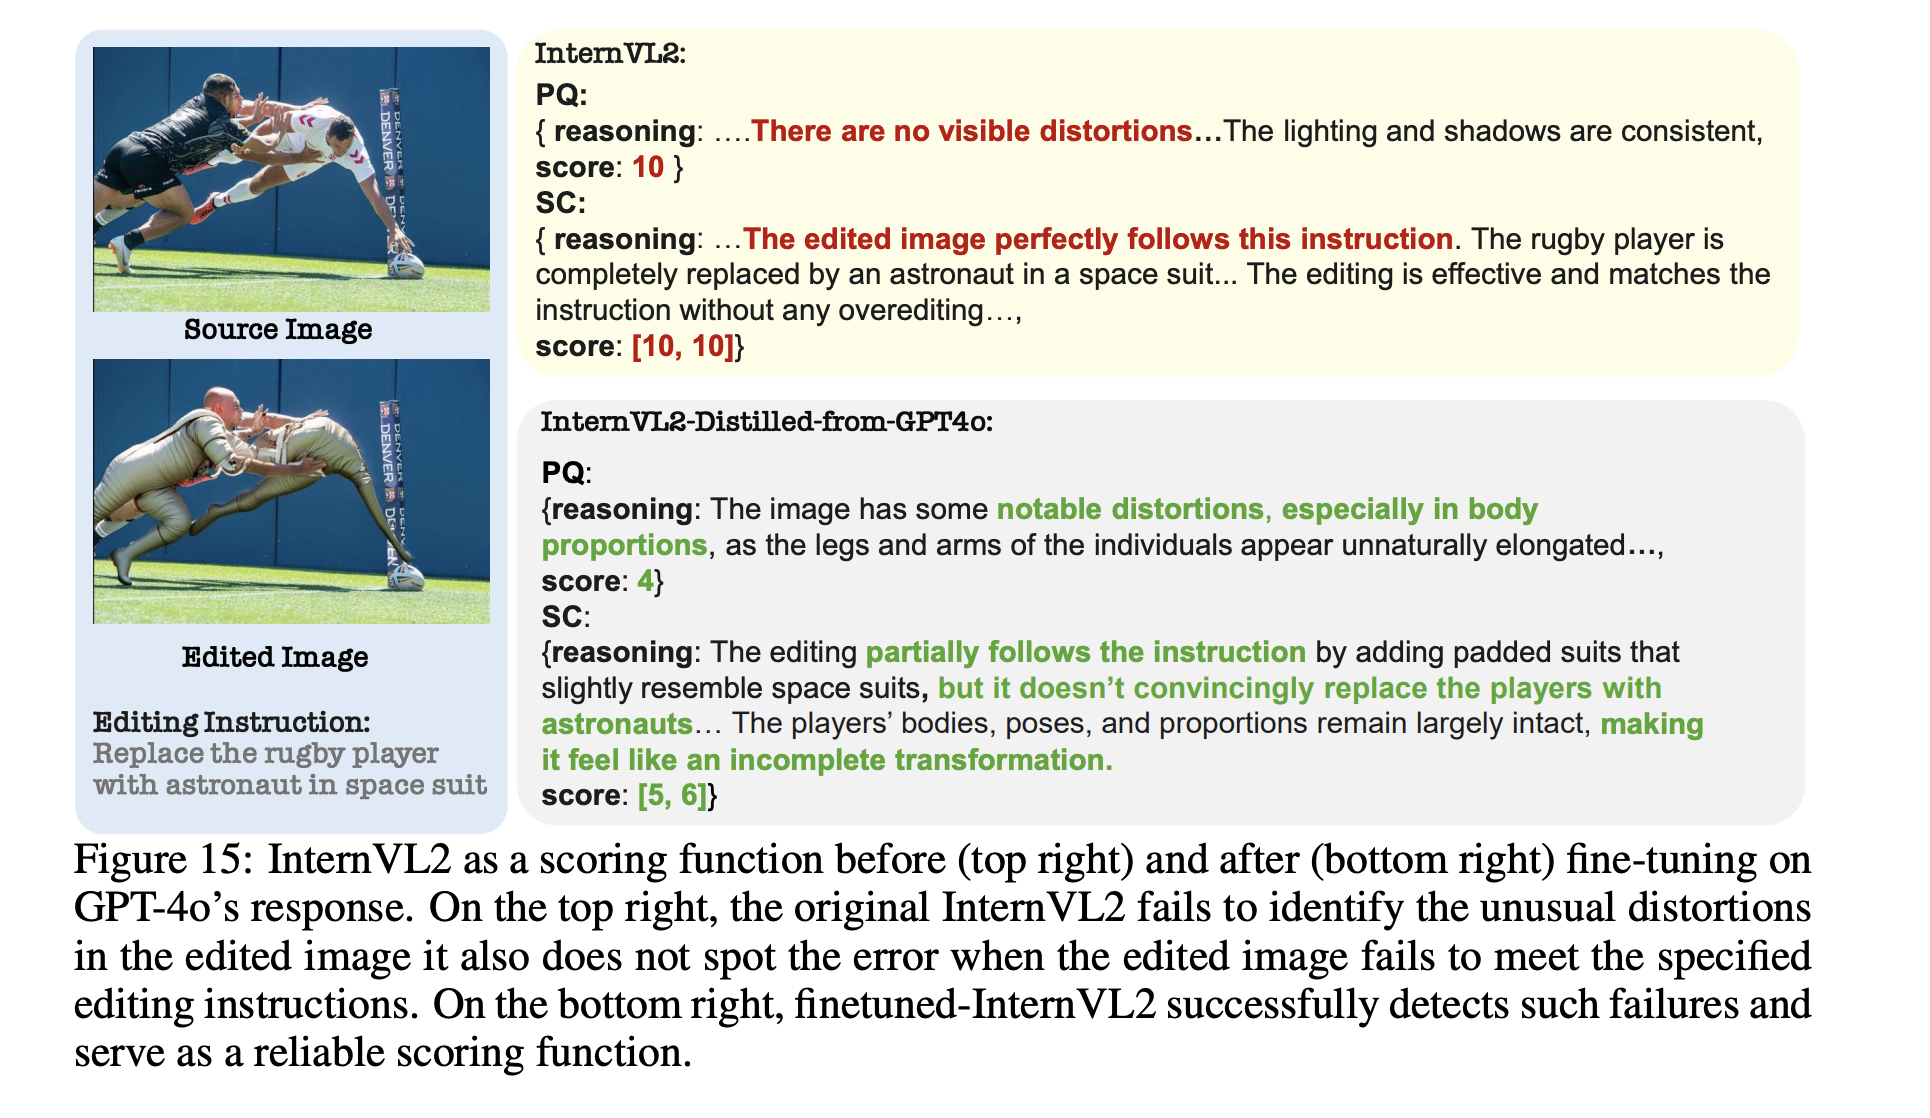 DENVER
DENVER
Source Image
DENVER
DENVER
Edited Image
Editing Instruction:
Replace the rugby player
with astronaut in space suit
InternVL2:
PQ:
{ reasoning: ....There are no visible distortions...The lighting and shadows are consistent,
score: 10 }
SC:
{ reasoning: ...The edited image perfectly follows this instruction. The rugby player is
completely replaced by an astronaut in a space suit... The editing is effective and matches the
instruction without any overediting...,
score: [10, 10]}
InternVL2-Distilled-from-GPT4o:
PQ:
{reasoning: The image has some notable distortions, especially in body
proportions, as the legs and arms of the individuals appear unnaturally elongated...,
score: 4}
SC:
{reasoning: The editing partially follows the instruction by adding padded suits that
slightly resemble space suits, but it doesn’t convincingly replace the players with
astronauts... The players’ bodies, poses, and proportions remain largely intact, making
it feel like an incomplete transformation.
score: [5, 6]}
Figure 15: InternVL2 as a scoring function before (top right) and after (bottom right) fine-tuning on
GPT-4o’s response. On the top right, the original InternVL2 fails to identify the unusual distortions
in the edited image it also does not spot the error when the edited image fails to meet the specified
editing instructions. On the bottom right, finetuned-InternVL2 successfully detects such failures and
serve as a reliable scoring function.